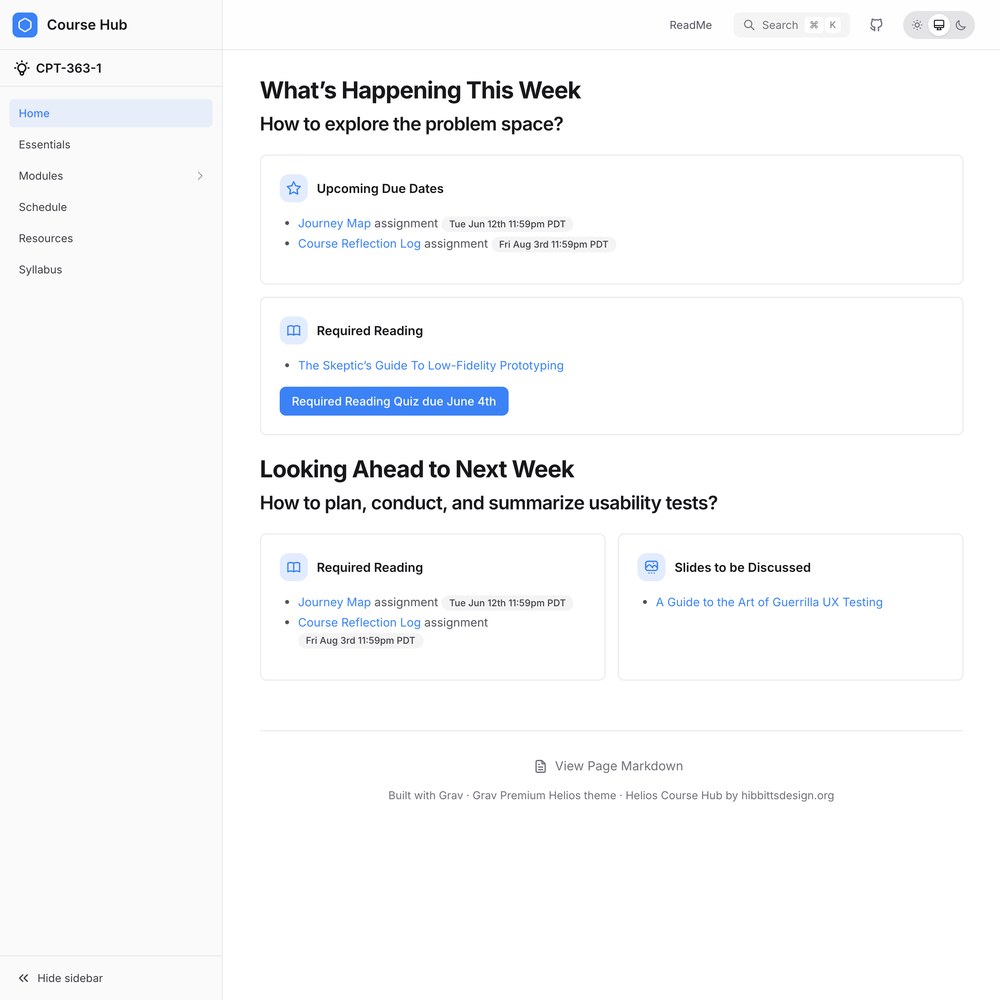 Course Hub
ReadMe
Search ⌘ K
CPT-363-1
Home
Essentials
Modules
Schedule
Resources
Syllabus
What’s Happening This Week
How to explore the problem space?
Upcoming Due Dates
Journey Map assignment Tue Jun 12th 11:59pm PDT
Course Reflection Log assignment Fri Aug 3rd 11:59pm PDT
Required Reading
The Skeptic’s Guide To Low-Fidelity Prototyping
Required Reading Quiz due June 4th
Looking Ahead to Next Week
How to plan, conduct, and summarize usability tests?
Required Reading
Journey Map assignment Tue Jun 12th 11:59pm PDT
Course Reflection Log assignment
Fri Aug 3rd 11:59pm PDT
Slides to be Discussed
A Guide to the Art of Guerrilla UX Testing
View Page Markdown
Built with Grav · Grav Premium Helios theme · Helios Course Hub by hibbittsdesign.org
Hide sidebar